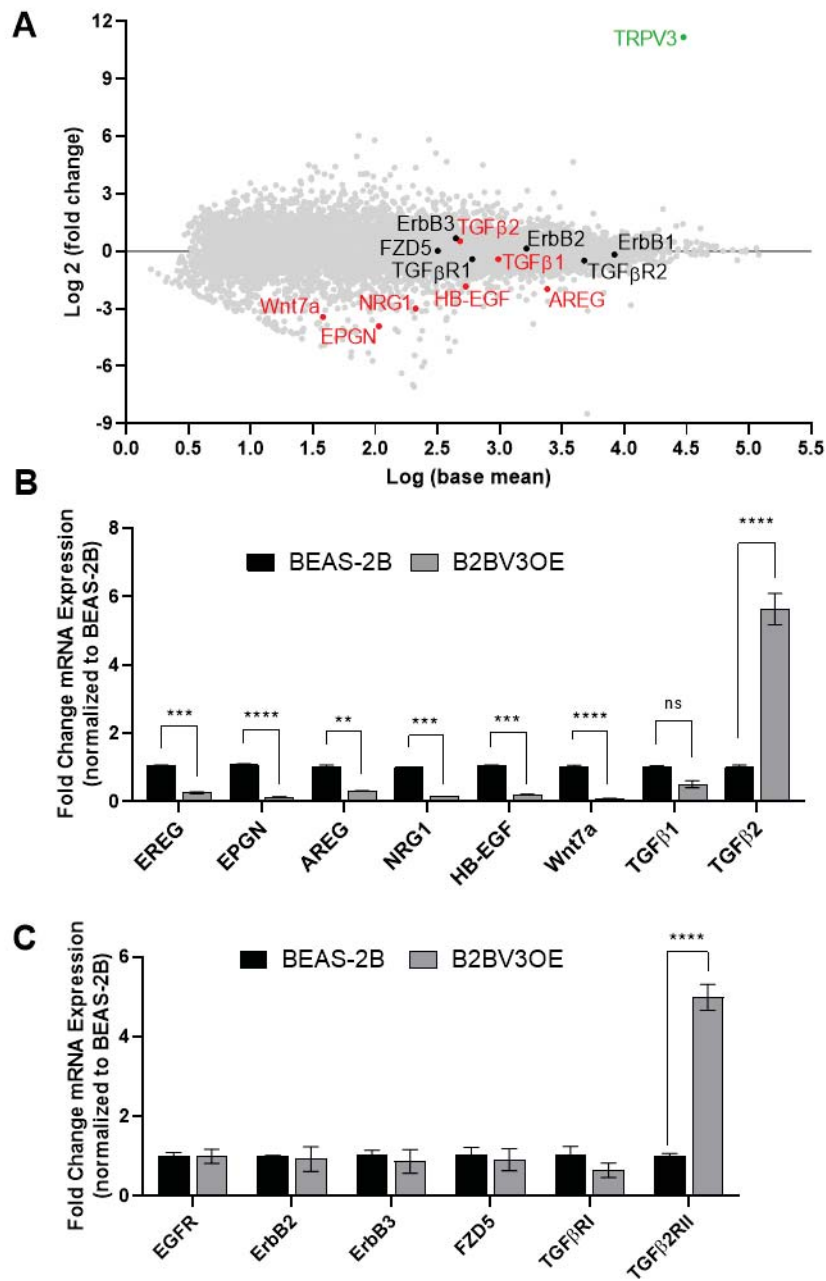 A
12
9
6
3
0
-3
-6
-9
Log 2 (fold change)
TRPV3
ErbB3
TGFβ2
FZD5
ErbB2
ErbB1
TGFβR1
TGFβ1
TGFβR2
HB-EGF
AREG
NRG1
Wnt7a
EPGN
0.0 0.5 1.0 1.5 2.0 2.5 3.0 3.5 4.0 4.5 5.0 5.5
Log (base mean)
B
Fold Change mRNA Expression
(normalized to BEAS-2B)
8
6
4
2
0
BEAS-2B B2BV3OE
*** **** ** *** *** **** ns ****
EREG EPGN AREG NRG1 HB-EGF Wnt7a TGFβ1 TGFβ2
C
Fold Change mRNA Expression
(normalized to BEAS-2B)
6
4
2
0
BEAS-2B B2BV3OE
****
EGFR ErbB2 ErbB3 FZD5 TGFβRI TGFβ2RII